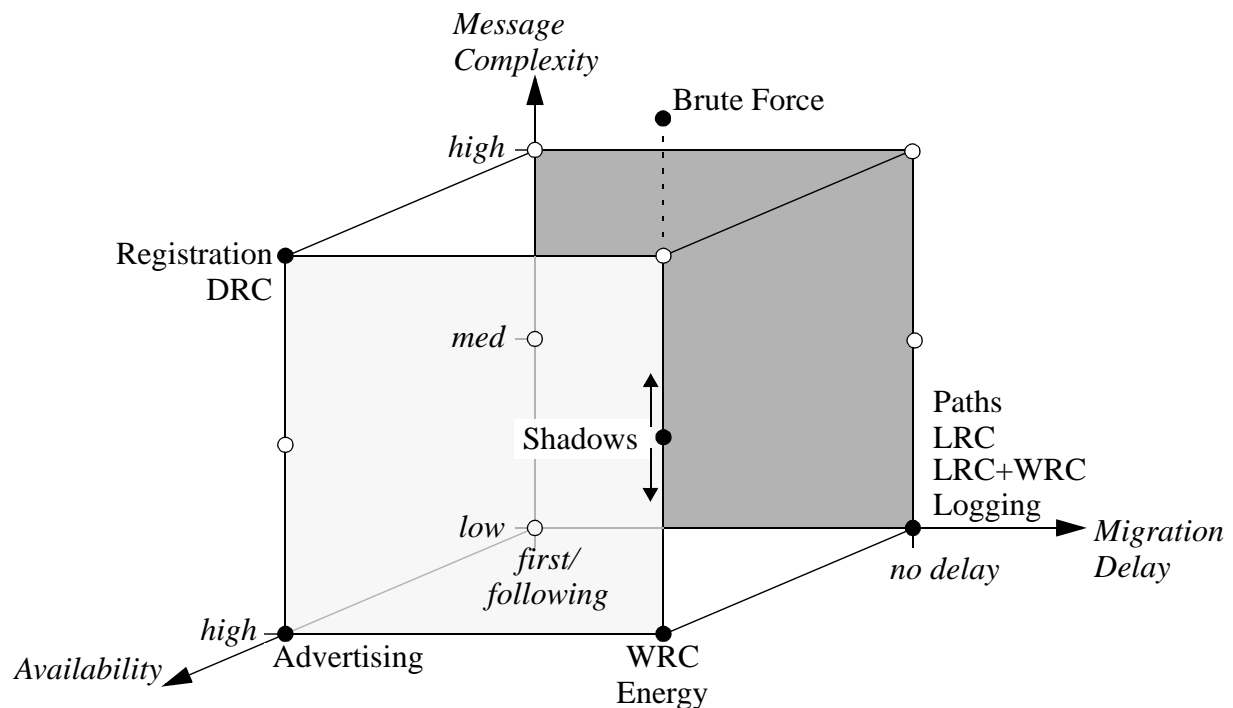 Message
Complexity
Brute Force
high
Registration
DRC
med
Paths
LRC
Shadows
LRC+WRC
Logging
low
first/
following
no delay
Migration
Delay
high
Advertising
WRC
Energy
Availability